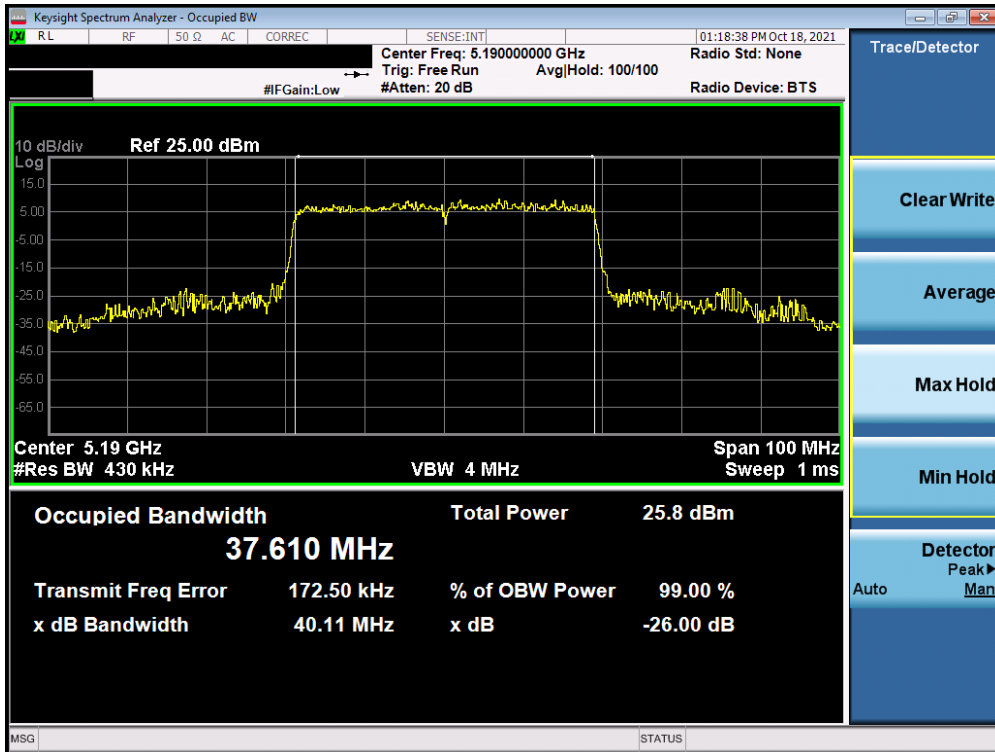 Keysight Spectrum Analyzer - Occupied BW
LXI RL RF 50 Ω AC CORREC SENSE:INT 01:18:38 PM Oct 18, 2021
Center Freq: 5.190000000 GHz Radio Std: None
Trig: Free Run Avg|Hold: 100/100
#IFGain:Low #Atten: 20 dB Radio Device: BTS
10 dB/div Ref 25.00 dBm
Log
15.0
5.00
-5.00
-15.0
-25.0
-35.0
-45.0
-55.0
-65.0
Center 5.19 GHz Span 100 MHz
#Res BW 430 kHz VBW 4 MHz Sweep 1 ms
Occupied Bandwidth Total Power 25.8 dBm
37.610 MHz
Transmit Freq Error 172.50 kHz % of OBW Power 99.00 %
x dB Bandwidth 40.11 MHz x dB -26.00 dB
MSG STATUS
Trace/Detector
Clear Write
Average
Max Hold
Min Hold
Detector
Peak▶
Auto Man